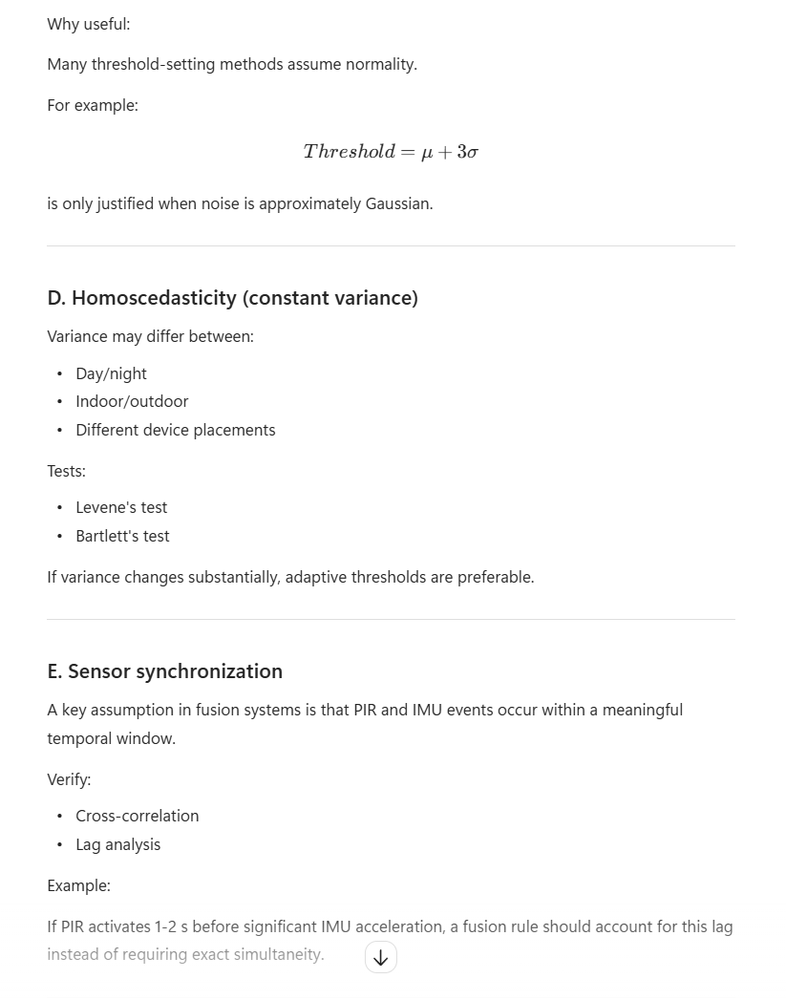 Why useful:
Many threshold-setting methods assume normality.
For example:
Threshold = μ + 3σ
is only justified when noise is approximately Gaussian.
D. Homoscedasticity (constant variance)
Variance may differ between:
• Day/night
• Indoor/outdoor
• Different device placements
Tests:
• Levene's test
• Bartlett's test
If variance changes substantially, adaptive thresholds are preferable.
E. Sensor synchronization
A key assumption in fusion systems is that PIR and IMU events occur within a meaningful
temporal window.
Verify:
• Cross-correlation
• Lag analysis
Example:
If PIR activates 1-2 s before significant IMU acceleration, a fusion rule should account for this lag
instead of requiring exact simultaneity.